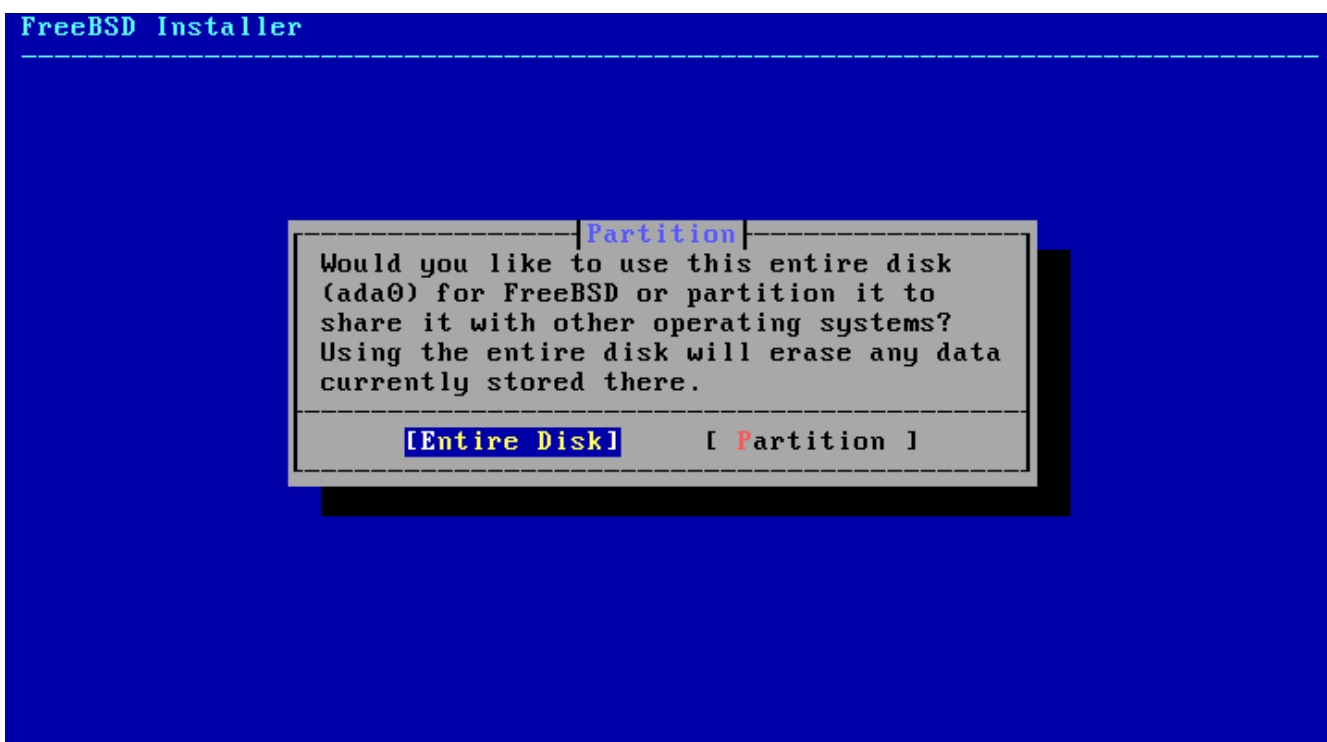 FreeBSD Installer
Partition
Would you like to use this entire disk
(ada0) for FreeBSD or partition it to
share it with other operating systems?
Using the entire disk will erase any data
currently stored there.
[Entire Disk] [ Partition ]